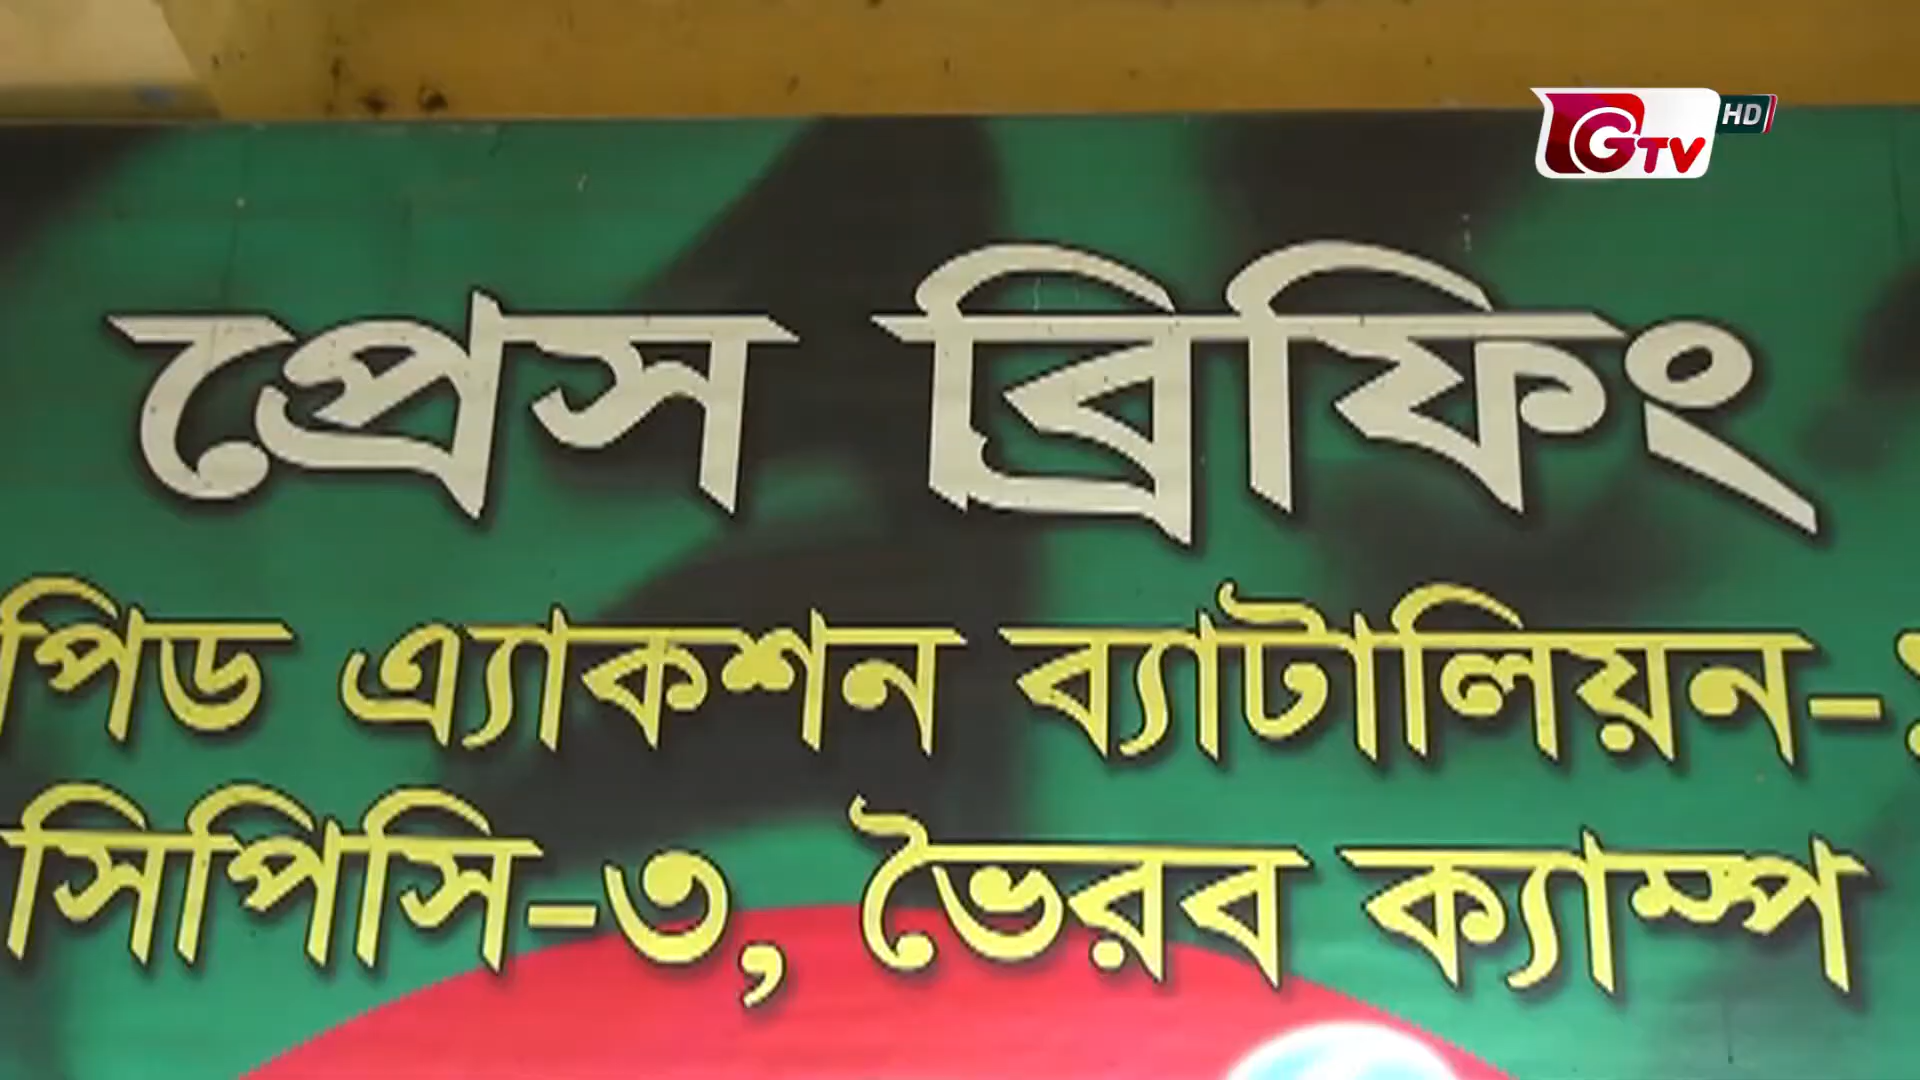 GTV HD
প্রেস ব্রিফিং
পিড এ্যাকশন ব্যাটালিয়ন-
সিপিসি-৩, ভৈরব ক্যাম্প